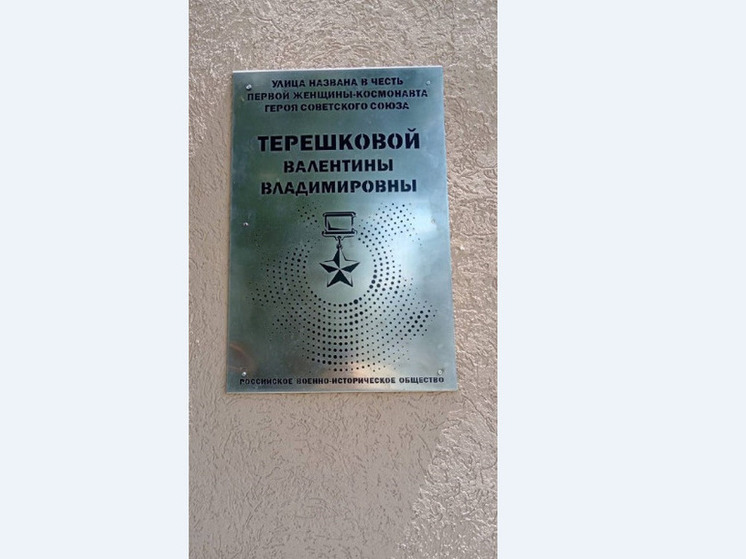 УЛИЦА НАЗВАНА В ЧЕСТЬ
ПЕРВОЙ ЖЕНЩИНЫ-КОСМОНАВТА
ГЕРОЯ СОВЕТСКОГО СОЮЗА
ТЕРЕШКОВОЙ
ВАЛЕНТИНЫ
ВЛАДИМИРОВНЫ
РОССИЙСКОЕ ВОЕННО-ИСТОРИЧЕСКОЕ ОБЩЕСТВО